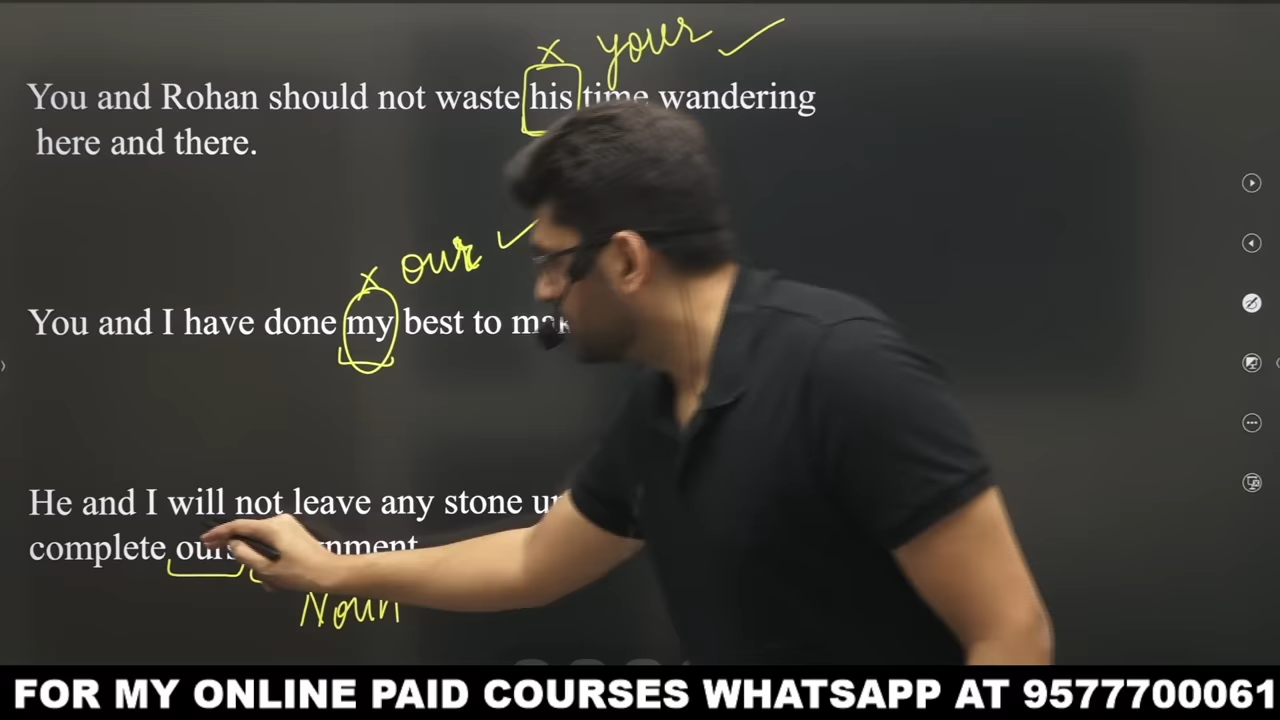 x your
You and Rohan should not waste his time wandering
here and there.
x our
You and I have done my best to
He and I will not leave any stone
complete ours
Noun
FOR MY ONLINE PAID COURSES WHATSAPP AT 9577700061